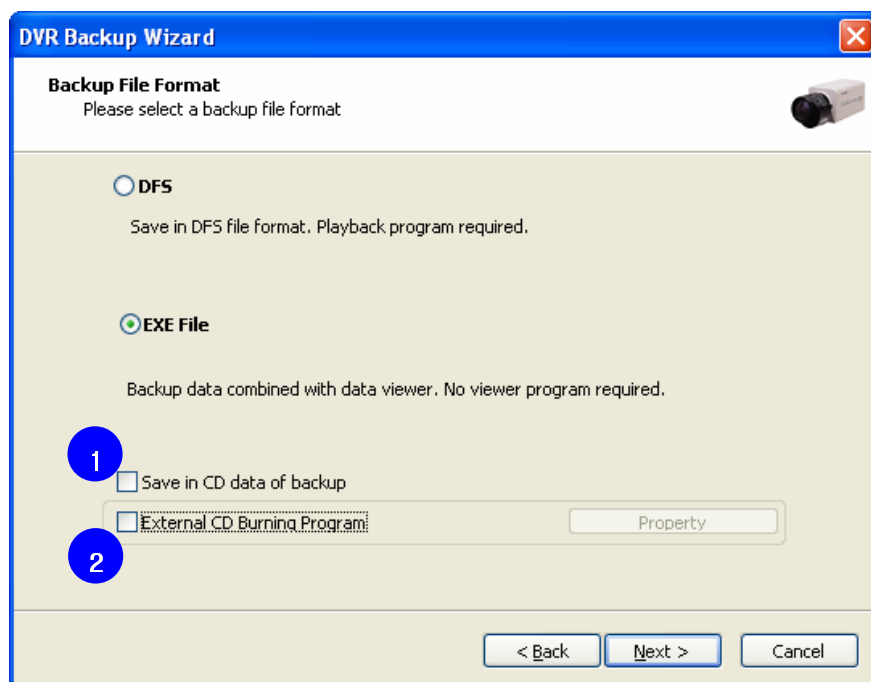 DVR Backup Wizard
Backup File Format
Please select a backup file format
DFS
Save in DFS file format. Playback program required.
EXE File
Backup data combined with data viewer. No viewer program required.
1
Save in CD data of backup
External CD Burning Program
Property
2
< Back
Next >
Cancel